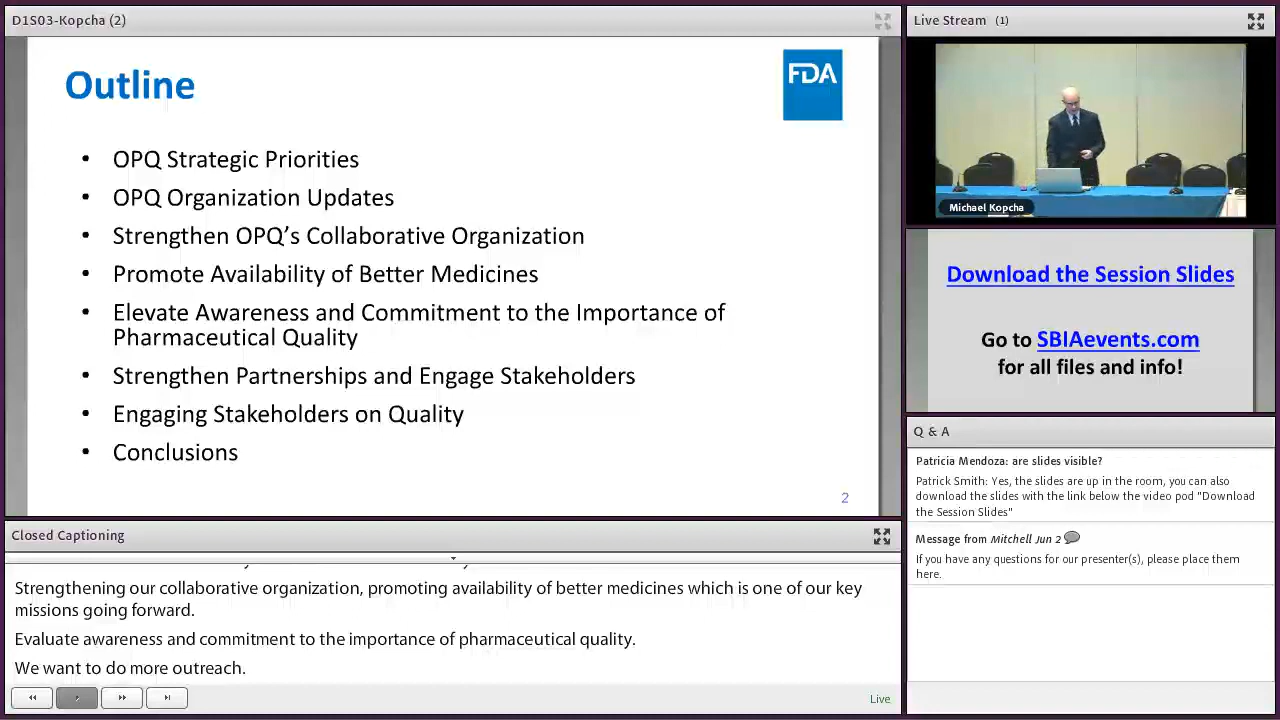 D1S03-Kopcha (2)
Outline
FDA
• OPQ Strategic Priorities
• OPQ Organization Updates
• Strengthen OPQ’s Collaborative Organization
• Promote Availability of Better Medicines
• Elevate Awareness and Commitment to the Importance of
Pharmaceutical Quality
• Strengthen Partnerships and Engage Stakeholders
• Engaging Stakeholders on Quality
• Conclusions
2
Closed Captioning
Strengthening our collaborative organization, promoting availability of better medicines which is one of our key
missions going forward.
Evaluate awareness and commitment to the importance of pharmaceutical quality.
We want to do more outreach.
Live
Live Stream (1)
Michael Kopcha
Download the Session Slides
Go to SBIAevents.com
for all files and info!
Q & A
Patricia Mendoza: are slides visible?
Patrick Smith: Yes, the slides are up in the room, you can also
download the slides with the link below the video pod "Download
the Session Slides"
Message from Mitchell Jun 2
If you have any questions for our presenter(s), please place them
here.